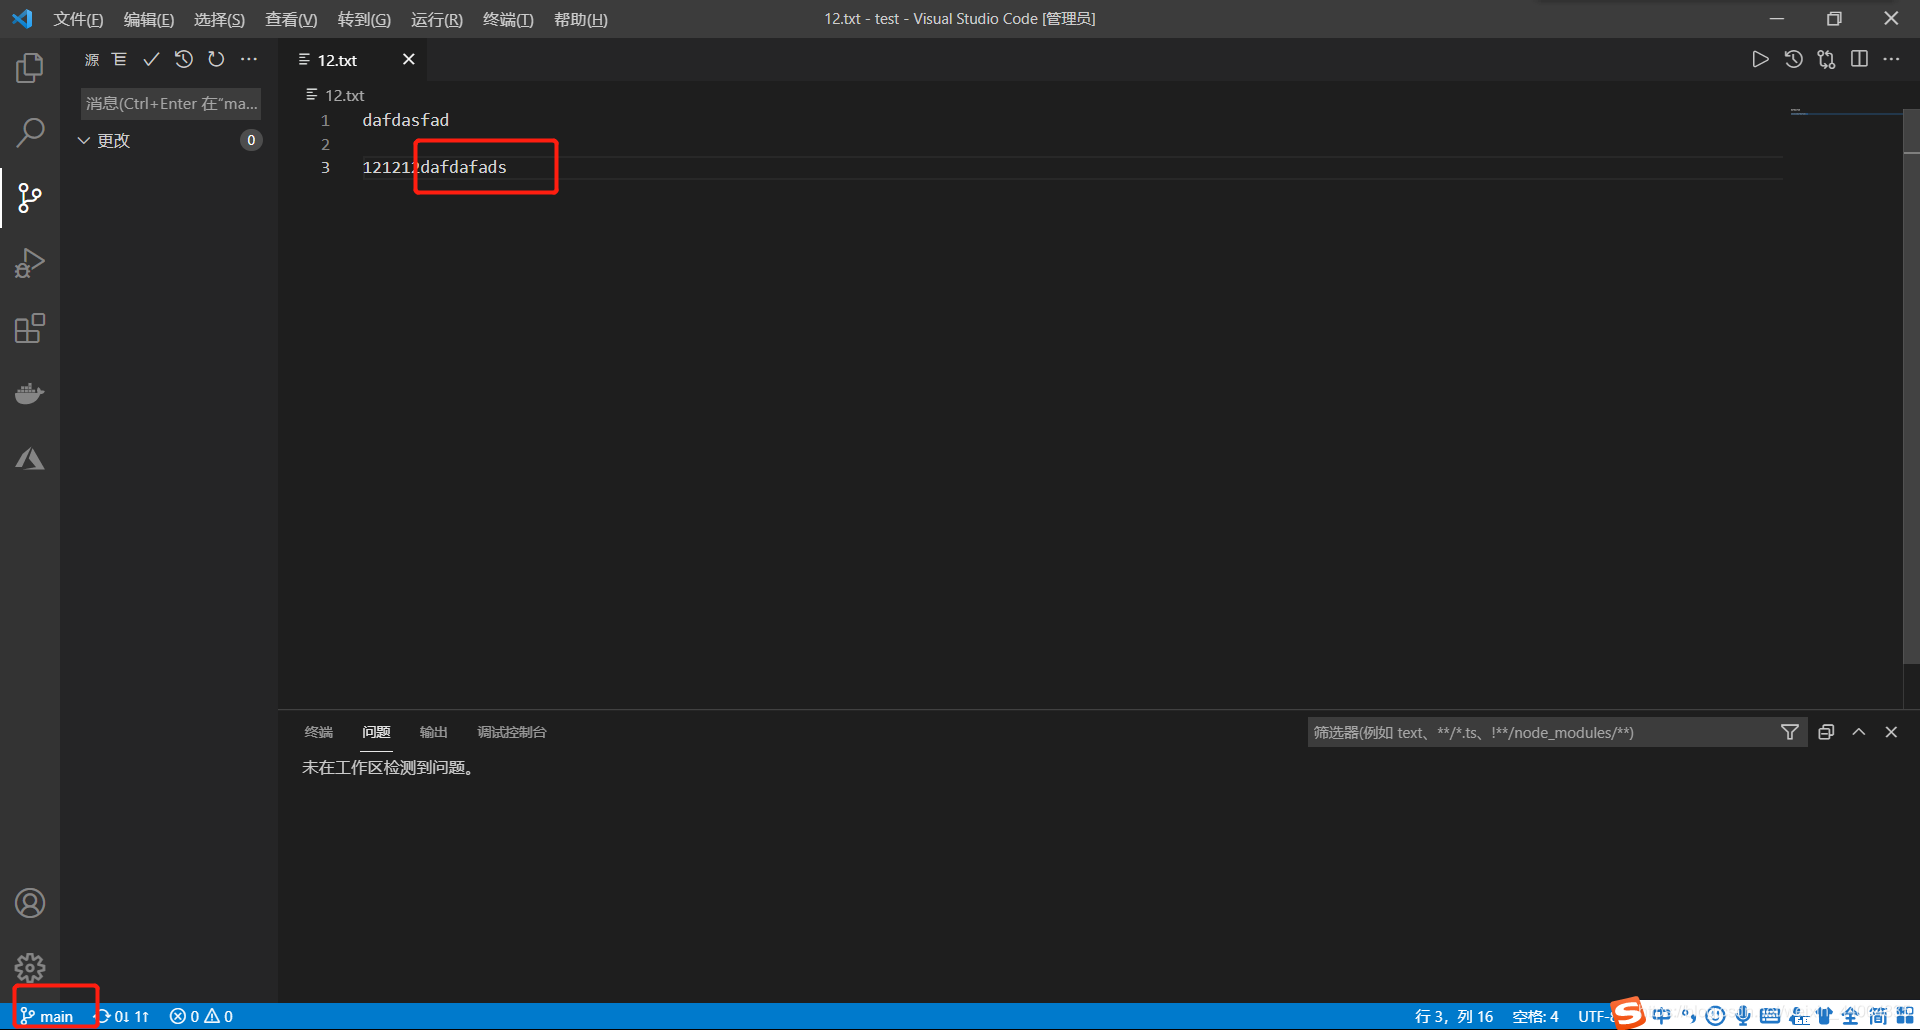 文件(F) 编辑(E) 选择(S) 查看(V) 转到(G) 运行(R) 终端(T) 帮助(H)
12.txt - test - Visual Studio Code [管理员]
源
12.txt
消息(Ctrl+Enter 在“ma...
更改 0
12.txt
1 dafdasfad
2
3 121212dafdafads
终端 问题 输出 调试控制台
筛选器(例如 text、**/*.ts、!**/node_modules/**)
未在工作区检测到问题。
main 0↓ 1↑ 0 0
行 3，列 16 空格: 4 UTF-8
中 全 简